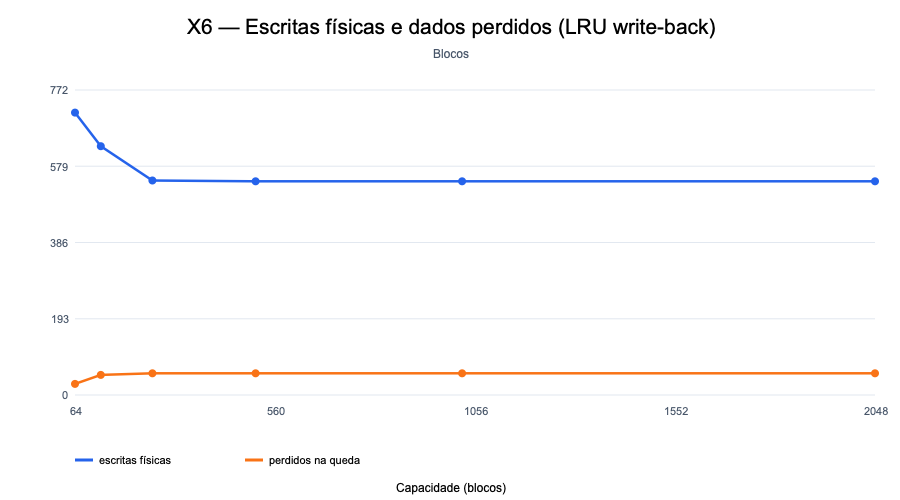 X6 — Escritas físicas e dados perdidos (LRU write-back)
Blocos
772
579
386
193
0
64 560 1056 1552 2048
escritas físicas perdidos na queda
Capacidade (blocos)